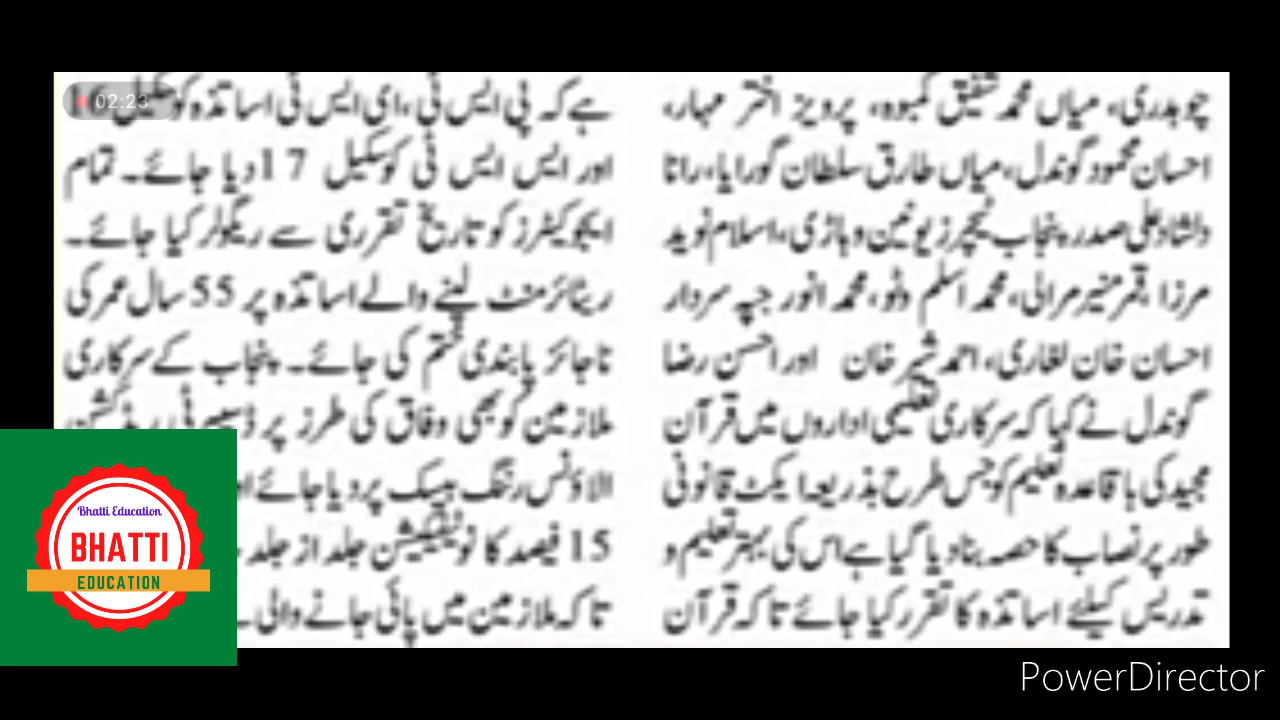 چوہدری، میاں محمد شفیق کمبوہ، پرویز اختر مہار،
احسان محمود گوندل، میاں طارق سلطان گورایا، رانا
دلشاد علی صدر پنجاب ٹیچرز یونین وہاڑی، اسلام نوید
مرزا، قمر منیر مرالی، محمد اسلم وٹو، محمد انور جپہ سردار
احسان خان لغاری، احمد شیر خان اور احسن رضا
گوندل نے کہا کہ سرکاری تعلیمی اداروں میں قرآن
مجید کی باقاعدہ تعلیم کو جس طرح بذریعہ ایکٹ قانونی
طور پر نصاب کا حصہ بنا دیا گیا ہے اس کی بہتر تعلیم و
تدریس کیلئے اساتذہ کا تقرر کیا جائے تاکہ قرآن
ہے کہ پی ایس ٹی، ای ایس ٹی اساتذہ کو سکیل 16
اور ایس ایس ٹی کو سکیل 17 دیا جائے۔ تمام
ایجوکیٹرز کو تاریخ تقرری سے ریگولر کیا جائے۔
ریٹائرمنٹ لینے والے اساتذہ پر 55 سال عمر کی
ناجائز پابندی ختم کی جائے۔ پنجاب کے سرکاری
ملازمین کو بھی وفاق کی طرز پر ڈسپیرٹی ریڈکشن
الاؤنس رننگ بیسک پر دیا جائے
15 فیصد کا نوٹیفکیشن جلد از جلد
تاکہ ملازمین میں پائی جانے والی
02:23
Bhatti Education
BHATTI
EDUCATION
PowerDirector